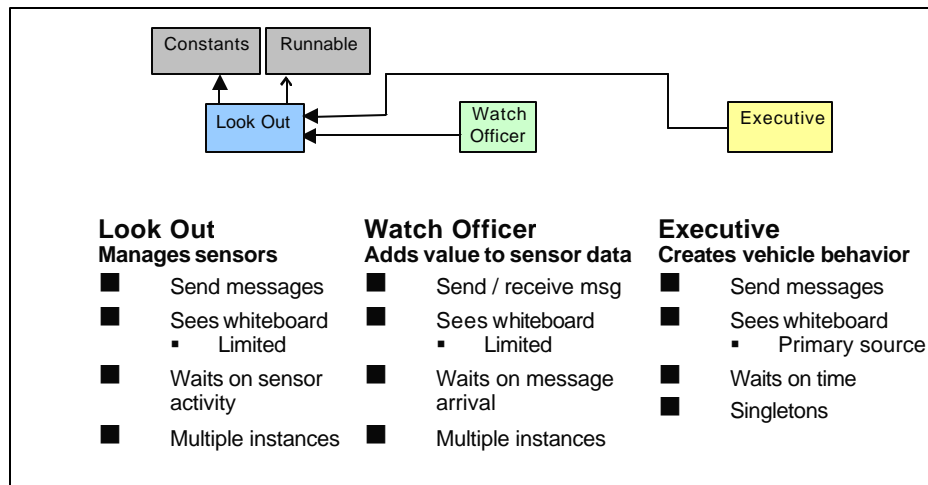 Constants
Runnable
Look Out
Watch
Officer
Executive
Look Out
Manages sensors
■ Send messages
■ Sees whiteboard
▪ Limited
■ Waits on sensor
activity
■ Multiple instances
Watch Officer
Adds value to sensor data
■ Send / receive msg
■ Sees whiteboard
▪ Limited
■ Waits on message
arrival
■ Multiple instances
Executive
Creates vehicle behavior
■ Send messages
■ Sees whiteboard
▪ Primary source
■ Waits on time
■ Singletons